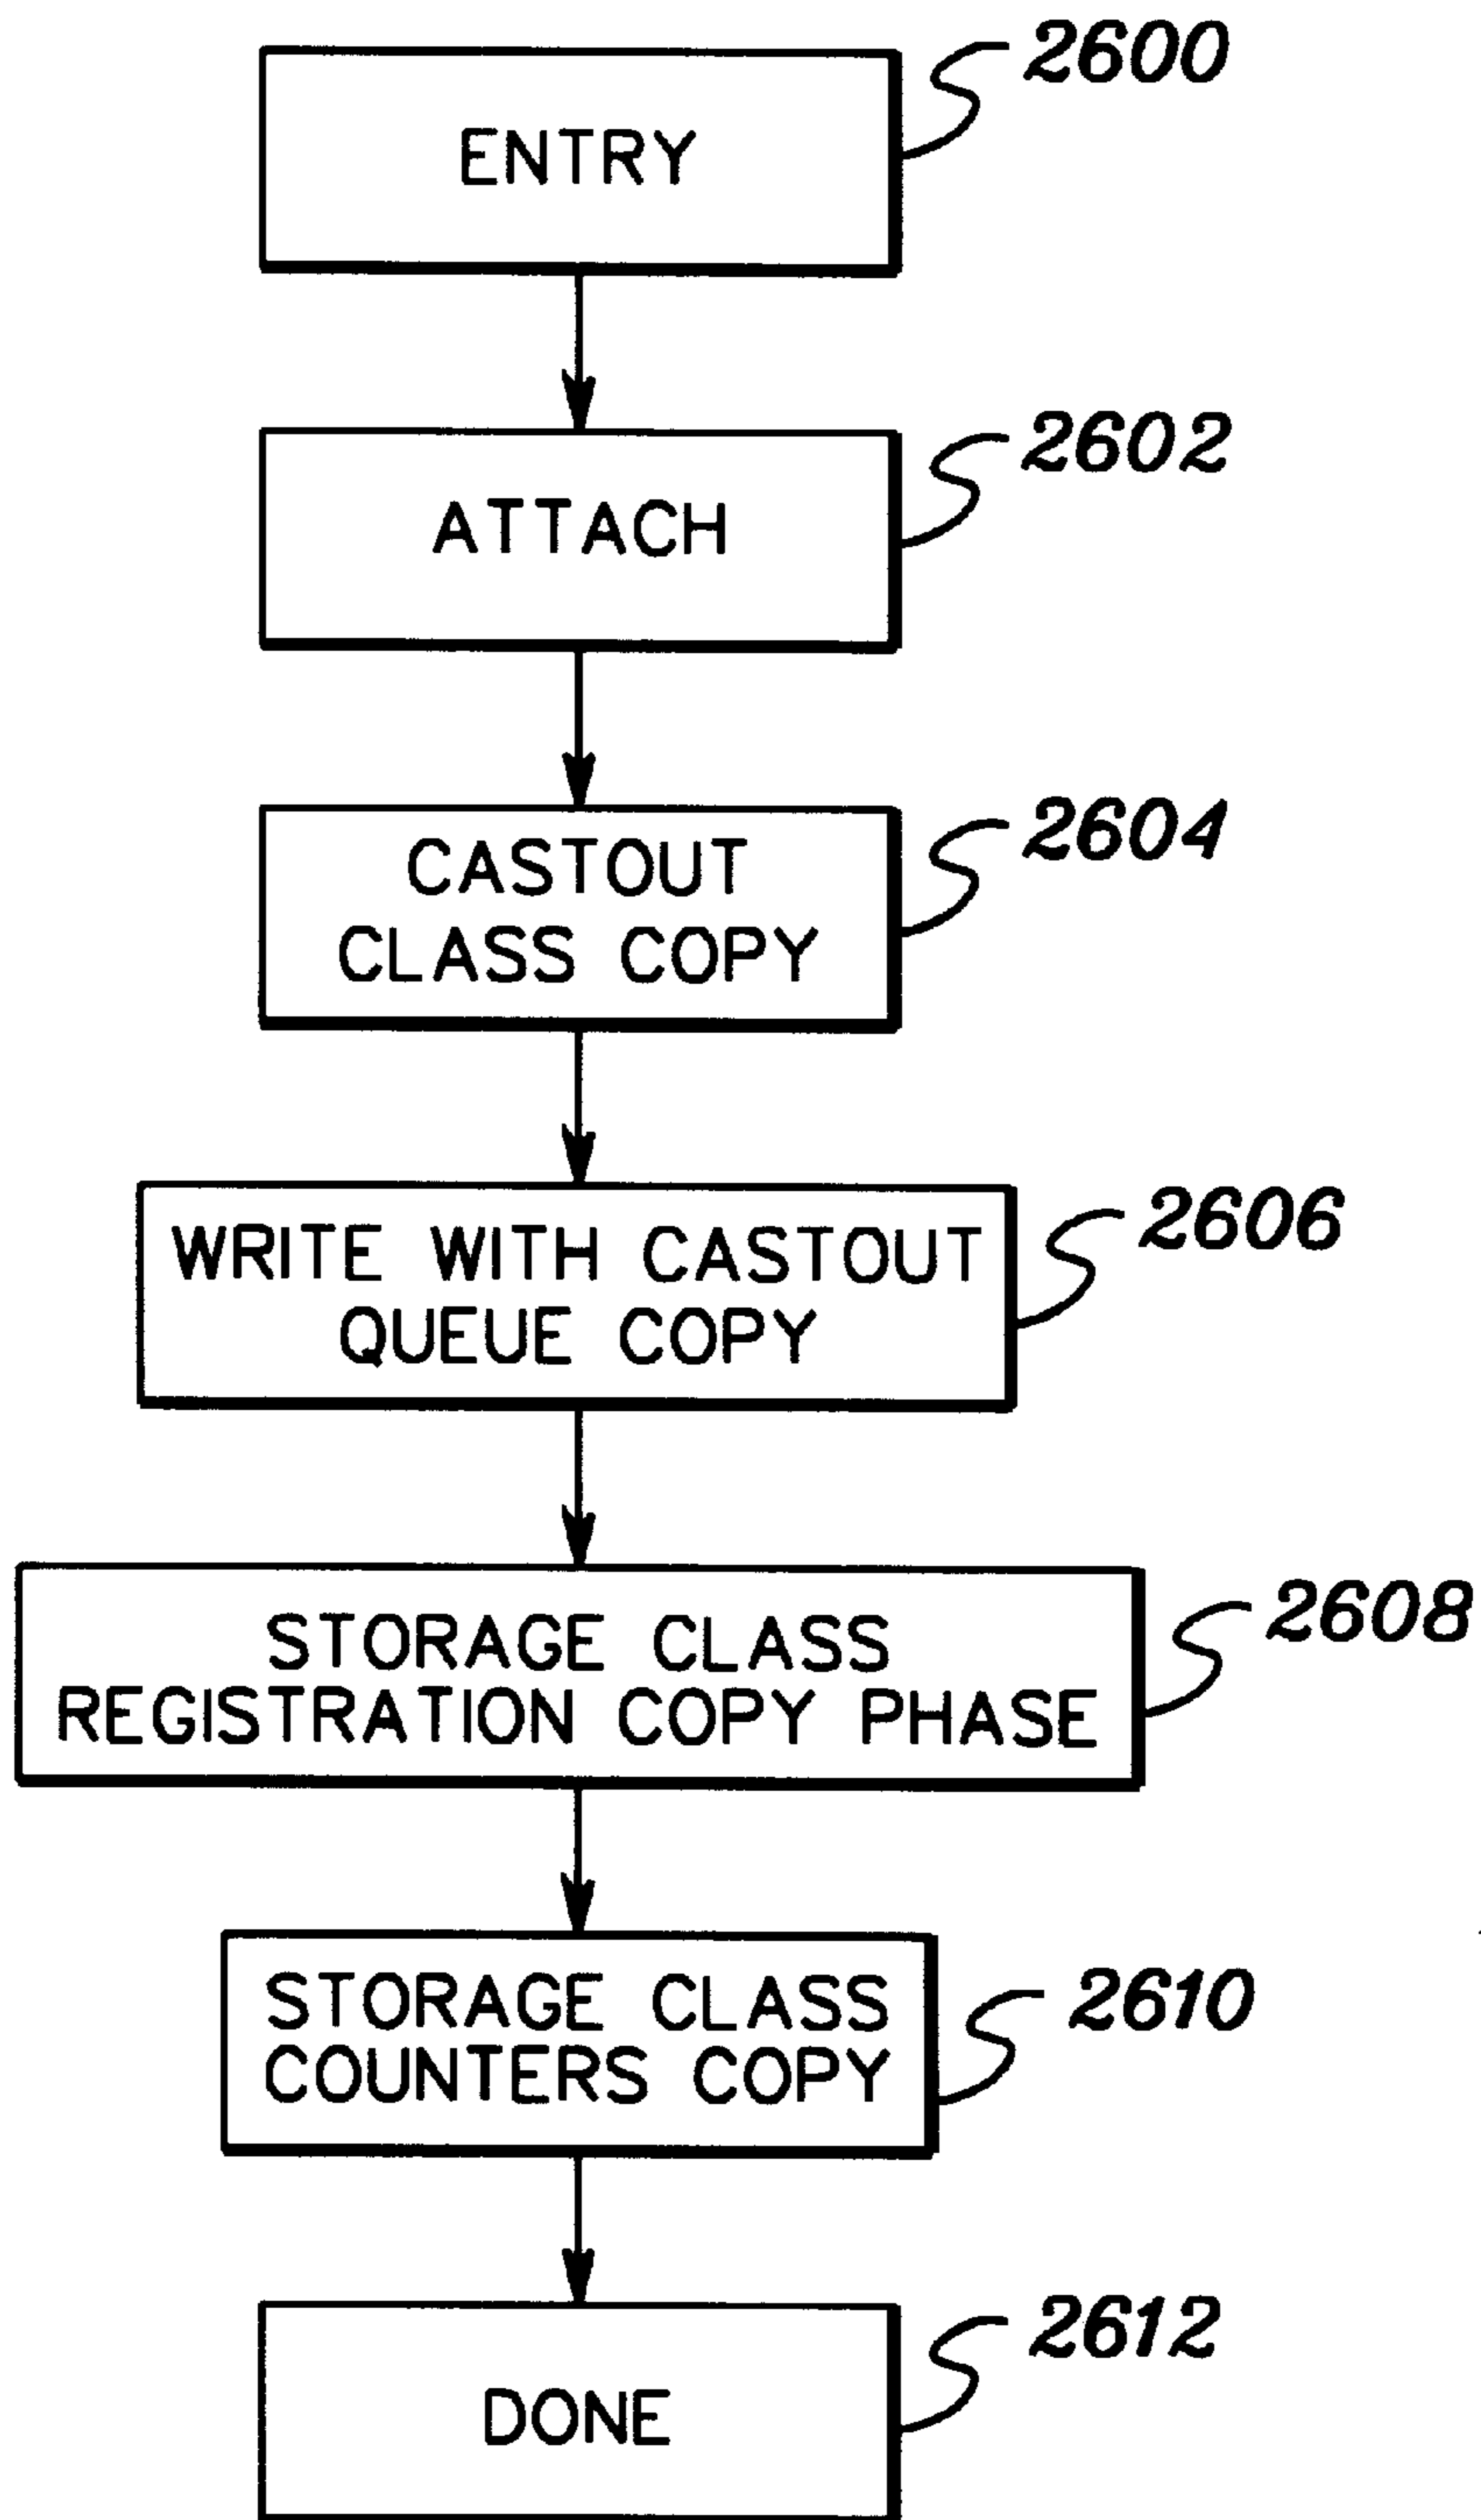 2600
ENTRY
2602
ATTACH
2604
CASTOUT
CLASS COPY
2606
WRITE WITH CASTOUT
QUEUE COPY
2608
STORAGE CLASS
REGISTRATION COPY PHASE
2610
STORAGE CLASS
COUNTERS COPY
2612
DONE